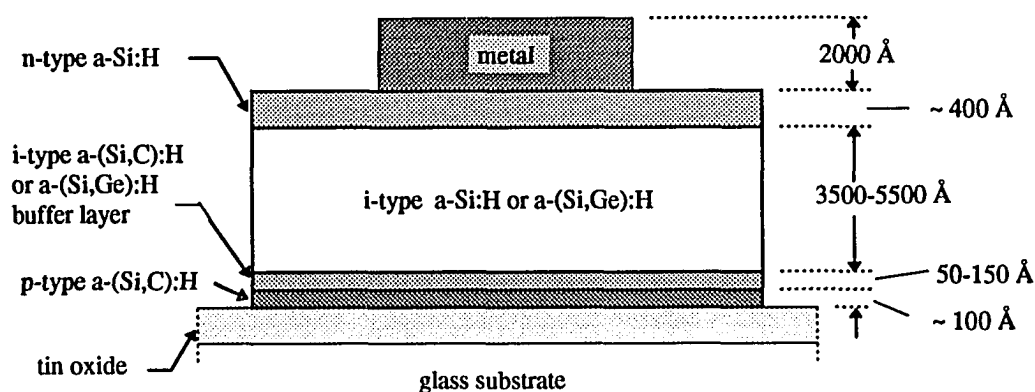 n-type a-Si:H
metal
2000 Å
~ 400 Å
i-type a-(Si,C):H
or a-(Si,Ge):H
buffer layer
i-type a-Si:H or a-(Si,Ge):H
3500-5500 Å
p-type a-(Si,C):H
50-150 Å
~ 100 Å
tin oxide
glass substrate